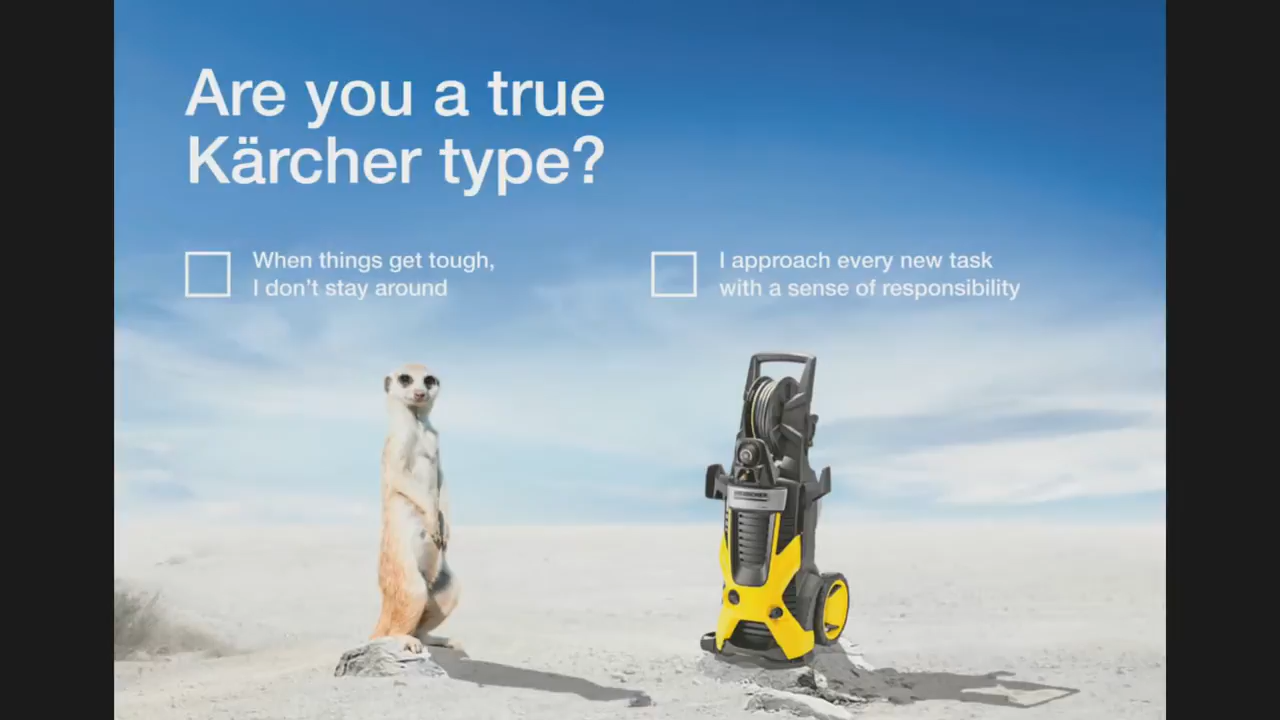 Are you a true
Kärcher type?
When things get tough,
I don't stay around
I approach every new task
with a sense of responsibility
KÄRCHER